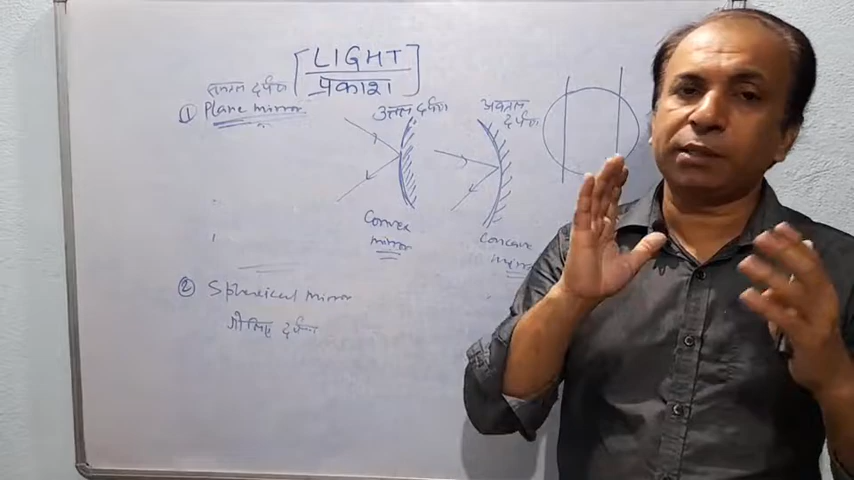 LIGHT
प्रकाश
समतल दर्पण
① Plane mirror
उत्तल दर्पण
अवतल
दर्पण
Convex
mirror
Concave
mirror
② Sphereical mirror
गोलिए दर्पण